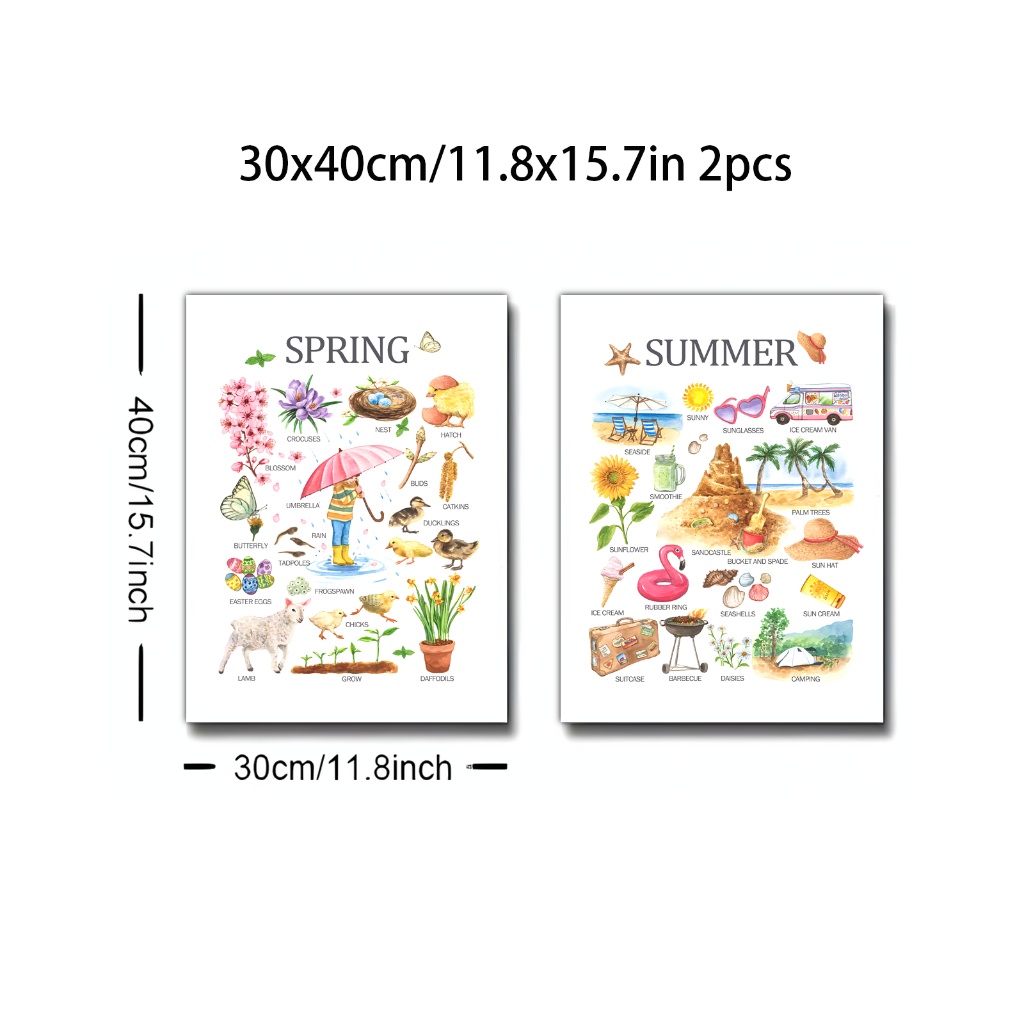 30x40cm/11.8x15.7in 2pcs
40cm/15.7inch
SPRING
CROCUSES
NEST
HATCH
BLOSSOM
BUDS
UMBRELLA
CATKINS
DUCKLINGS
RAIN
BUTTERFLY
TADPOLES
FROGSPAWN
EASTER EGGS
CHICKS
LAMB
GROW
DAFFODILS
SUMMER
SUNNY
SUNGLASSES
ICE CREAM VAN
SEASIDE
SMOOTHIE
PALM TREES
SUNFLOWER
SANDCASTLE
BUCKET AND SPADE
SUN HAT
ICE CREAM
RUBBER RING
SEASHELLS
SUN CREAM
SUITCASE
BARBECUE
DAISIES
CAMPING
30cm/11.8inch